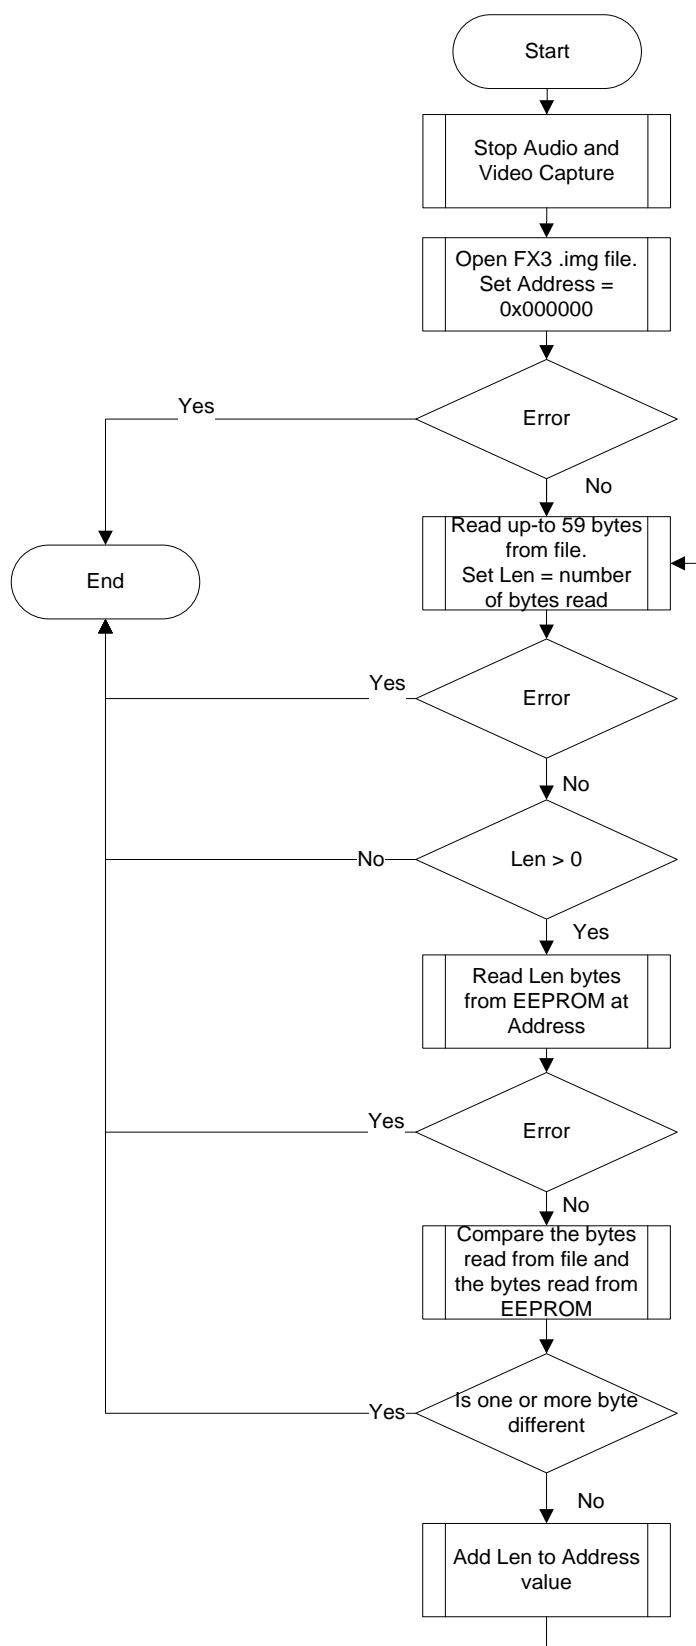 Start
Stop Audio and
Video Capture
Open FX3 .img file.
Set Address =
0x000000
Error
Yes
No
Read up-to 59 bytes
from file.
Set Len = number
of bytes read
End
Error
Yes
No
Len > 0
No
Yes
Read Len bytes
from EEPROM at
Address
Error
Yes
No
Compare the bytes
read from file and
the bytes read from
EEPROM
Is one or more byte
different
Yes
No
Add Len to Address
value